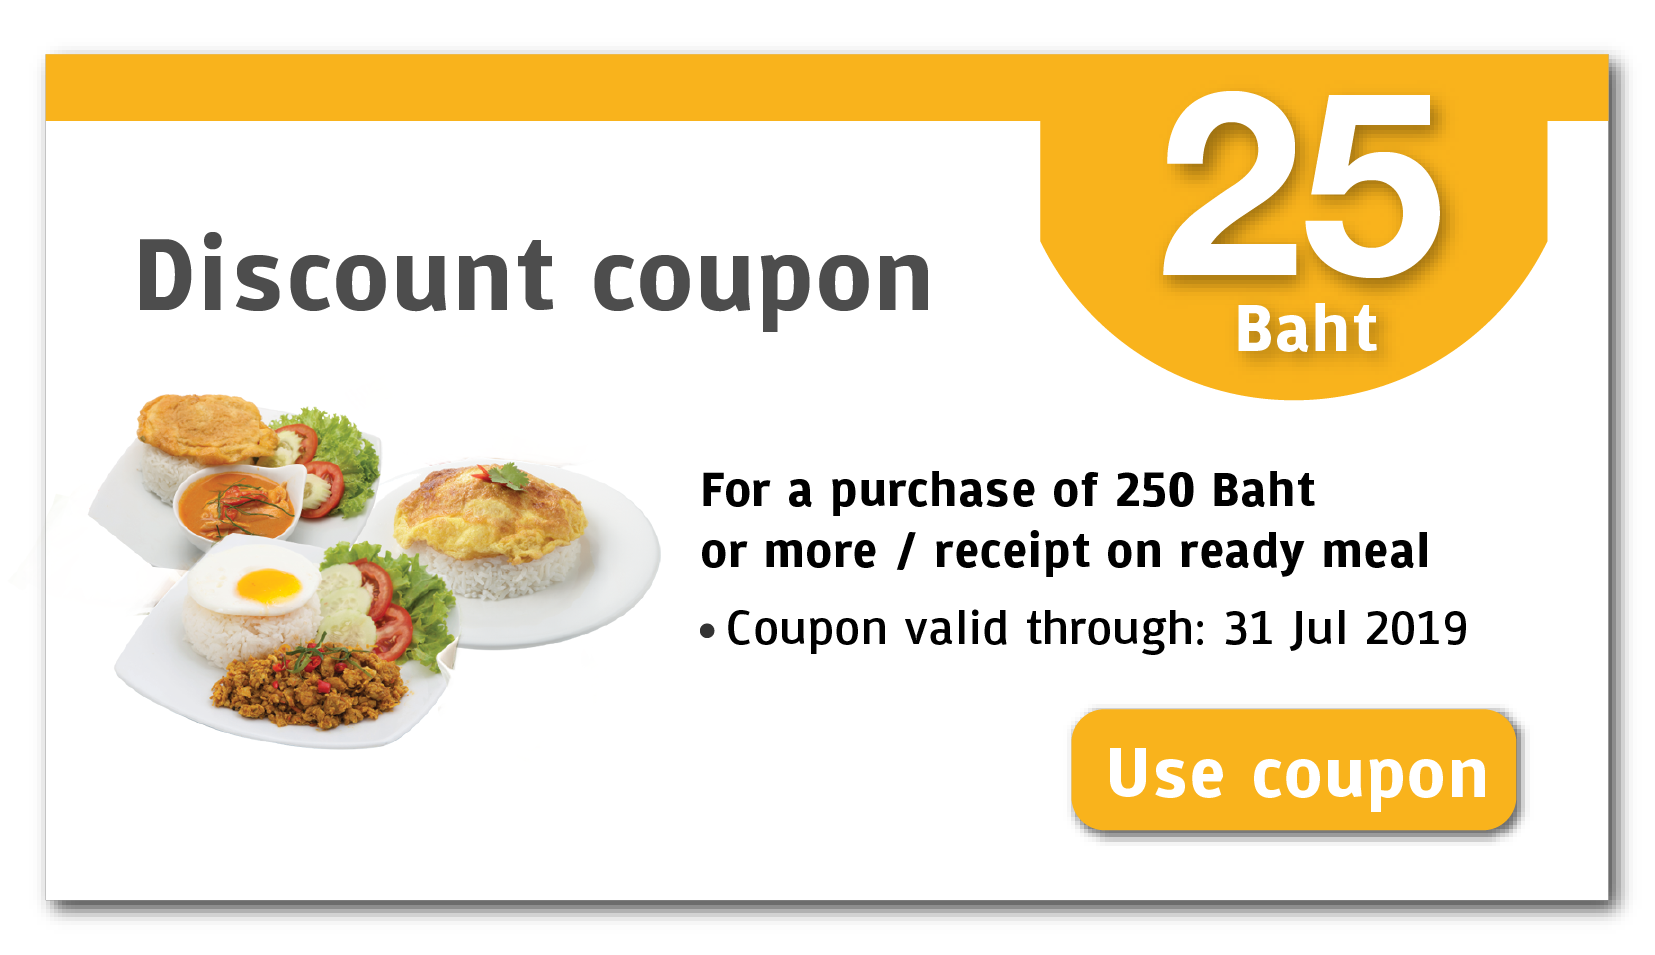 25
Baht
Discount coupon
For a purchase of 250 Baht
or more / receipt on ready meal
• Coupon valid through: 31 Jul 2019
Use coupon